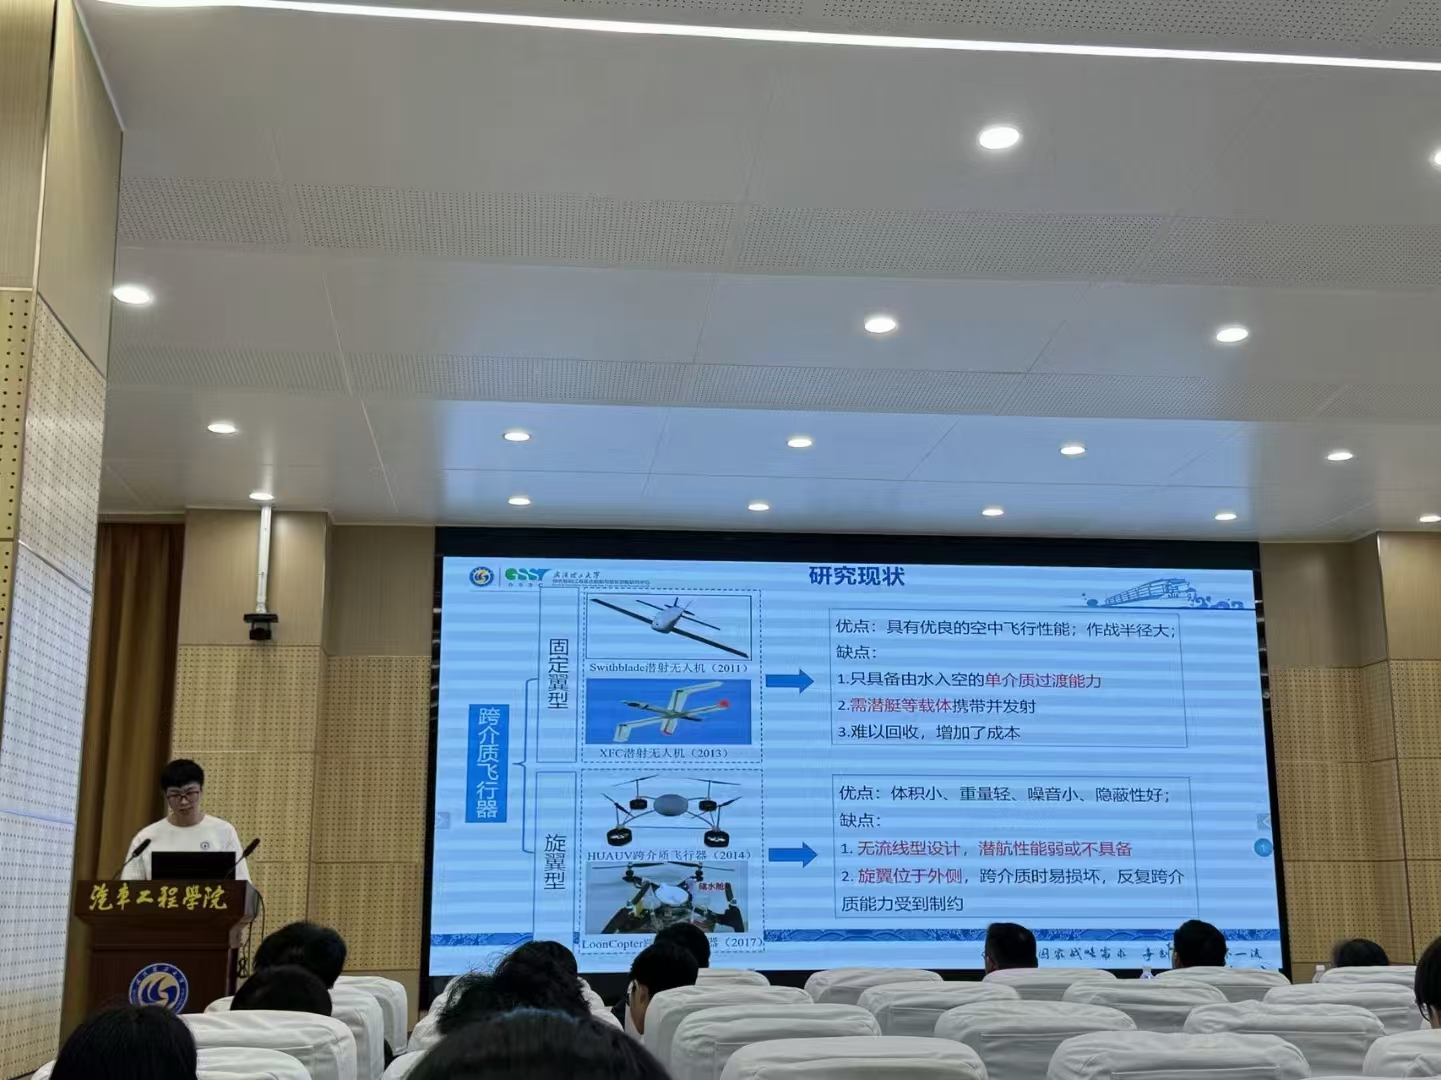 武汉理工大学
研究现状
跨介质飞行器
固定翼型
Swithblade潜射无人机（2011）
XFC潜射无人机（2013）
优点：具有优良的空中飞行性能；作战半径大；
缺点：
1.只具备由水入空的单介质过渡能力
2.需潜艇等载体携带并发射
3.难以回收，增加了成本
旋翼型
HUAUV跨介质飞行器（2014）
储水舱
LoonCopter
器（2017）
优点：体积小、重量轻、噪音小、隐蔽性好；
缺点：
1. 无流线型设计，潜航性能弱或不具备
2. 旋翼位于外侧，跨介质时易损坏，反复跨介
质能力受到制约
国家战略需求
汽车工程学院